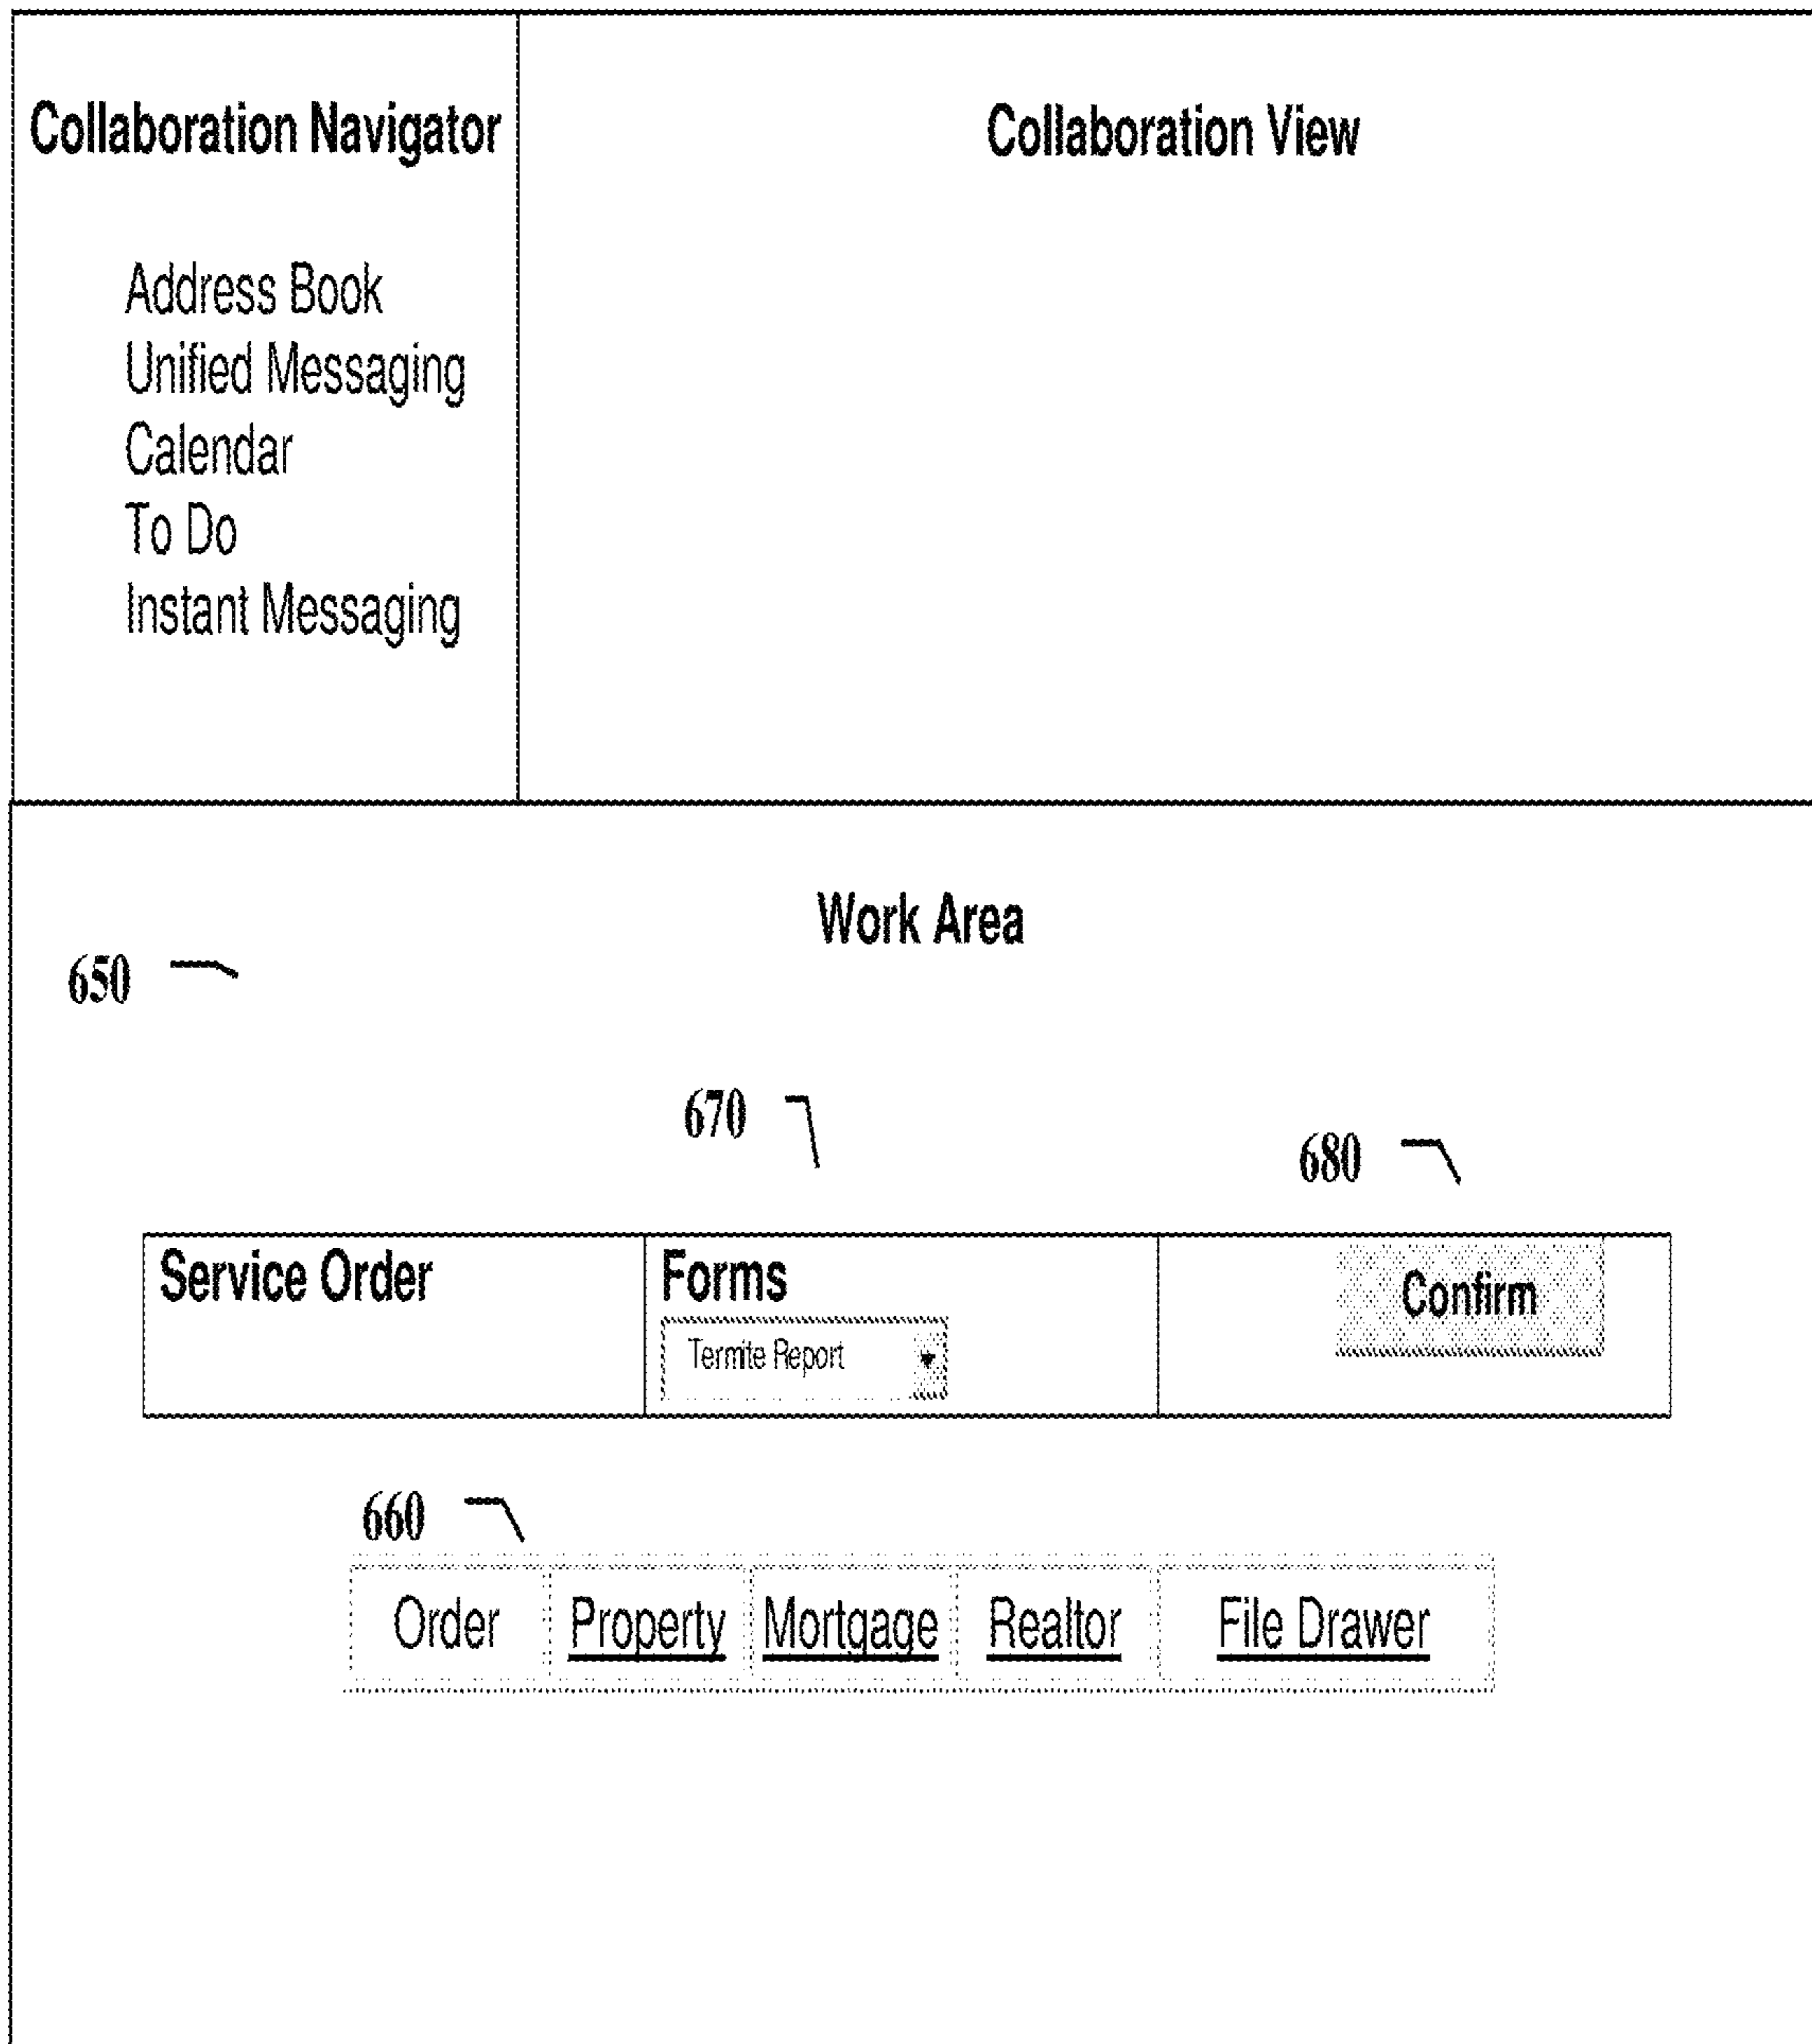 Collaboration Navigator
Address Book
Unified Messaging
Calendar
To Do
Instant Messaging
Collaboration View
Work Area
650
670
680
Service Order
Forms
Termite Report
Confirm
660
Order Property Mortgage Realtor File Drawer